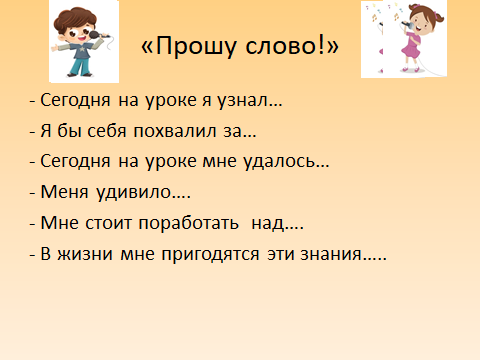 «Прошу слово!»
- Сегодня на уроке я узнал...
- Я бы себя похвалил за...
- Сегодня на уроке мне удалось...
- Меня удивило....
- Мне стоит поработать  над....
- В жизни мне пригодятся эти знания.....